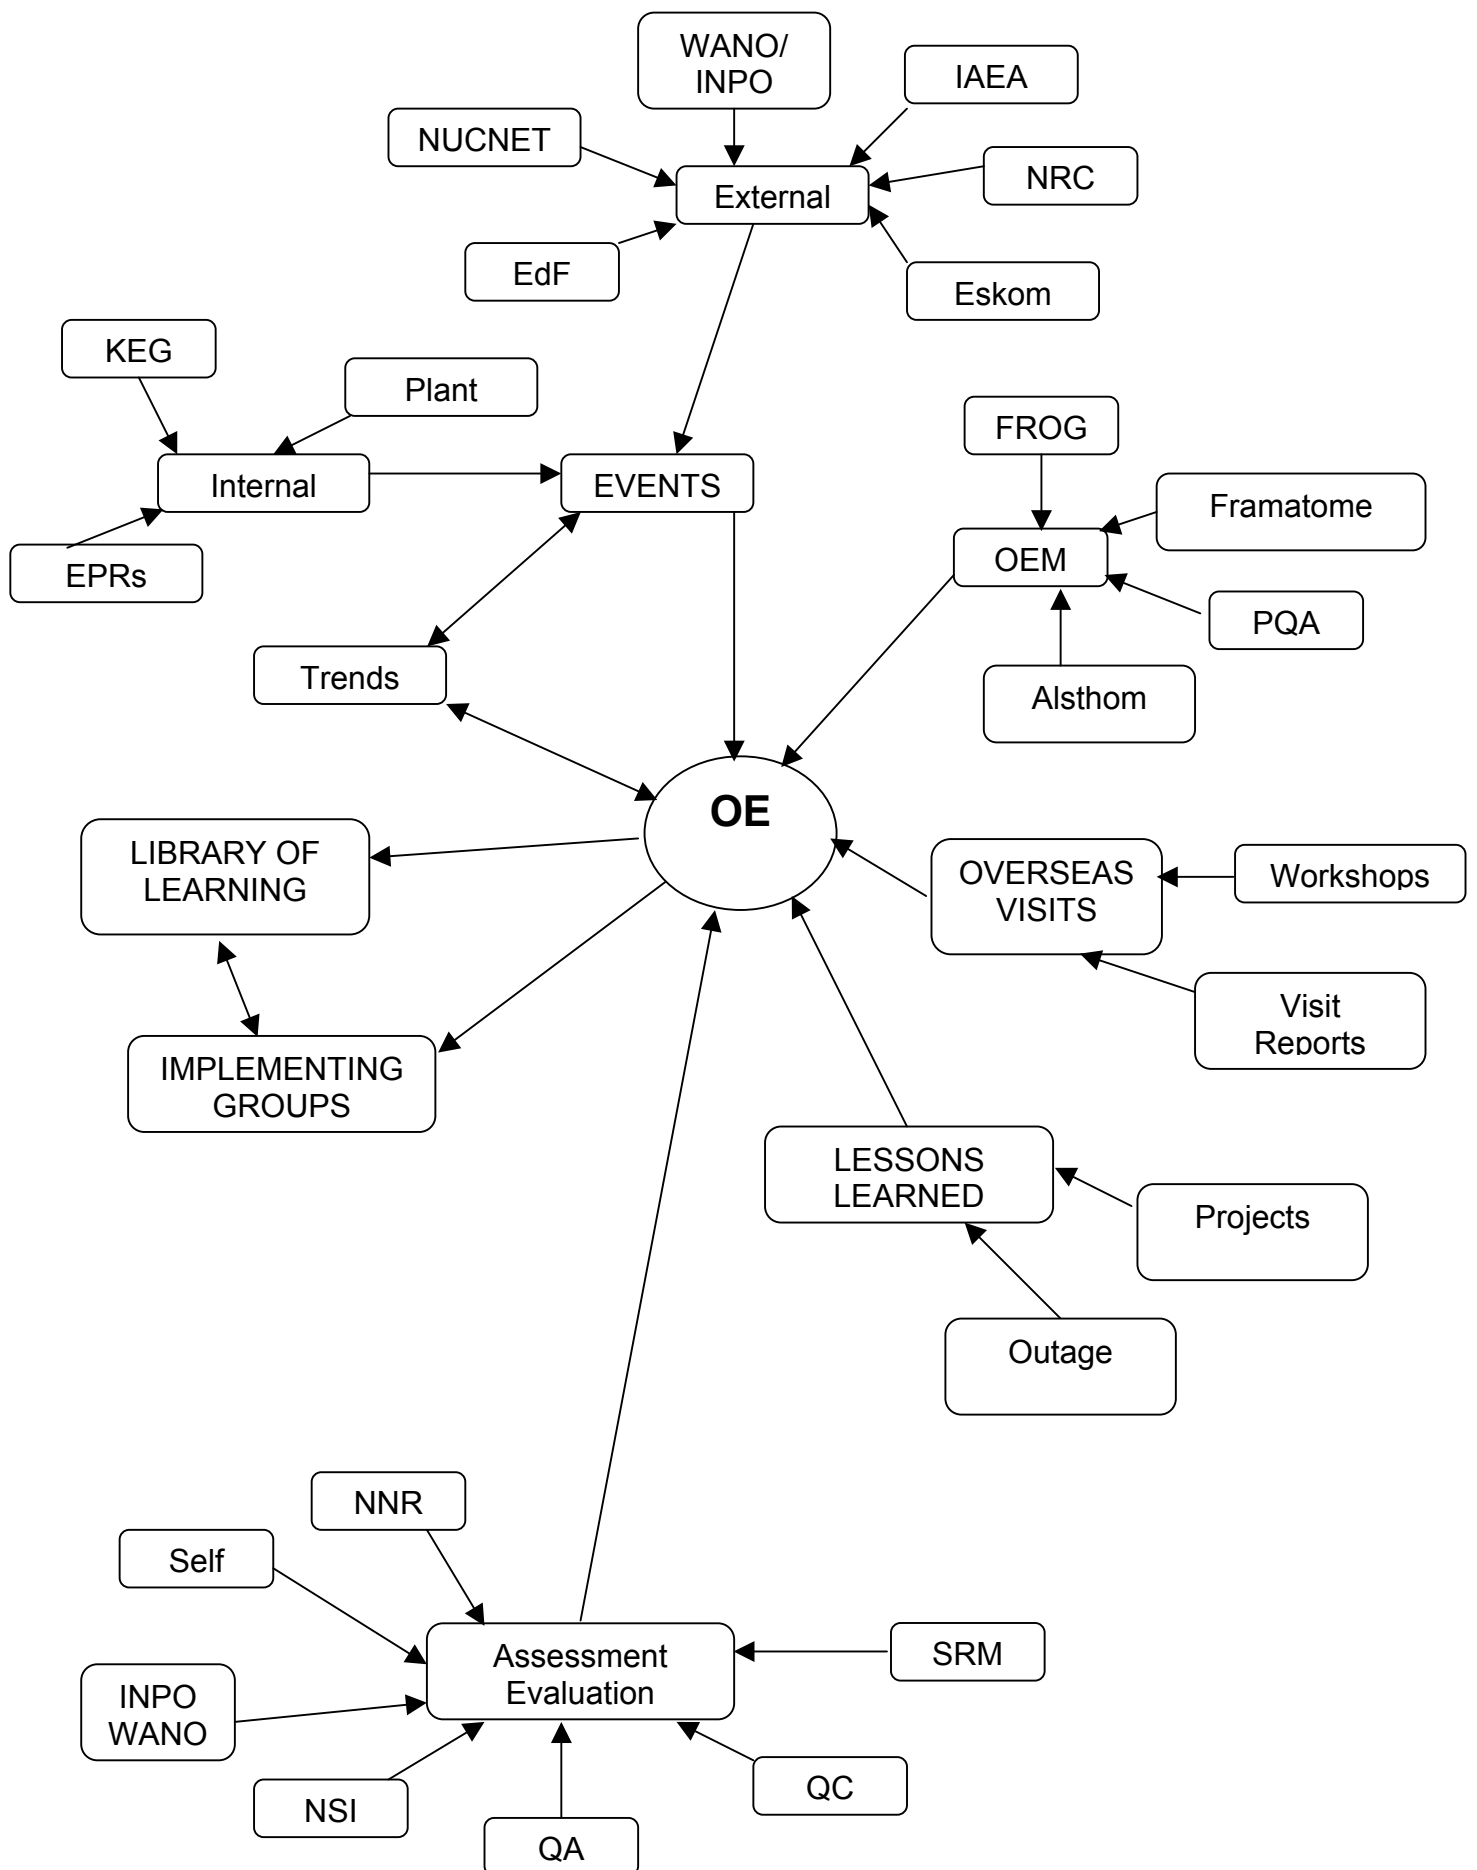 WANO/
INPO
IAEA
NUCNET
NRC
External
EdF
Eskom
KEG
Plant
FROG
Internal
EVENTS
Framatome
OEM
EPRs
PQA
Trends
Alsthom
OE
LIBRARY OF
LEARNING
OVERSEAS
VISITS
Workshops
Visit
Reports
IMPLEMENTING
GROUPS
LESSONS
LEARNED
Projects
Outage
NNR
Self
Assessment
Evaluation
SRM
INPO
WANO
QC
NSI
QA